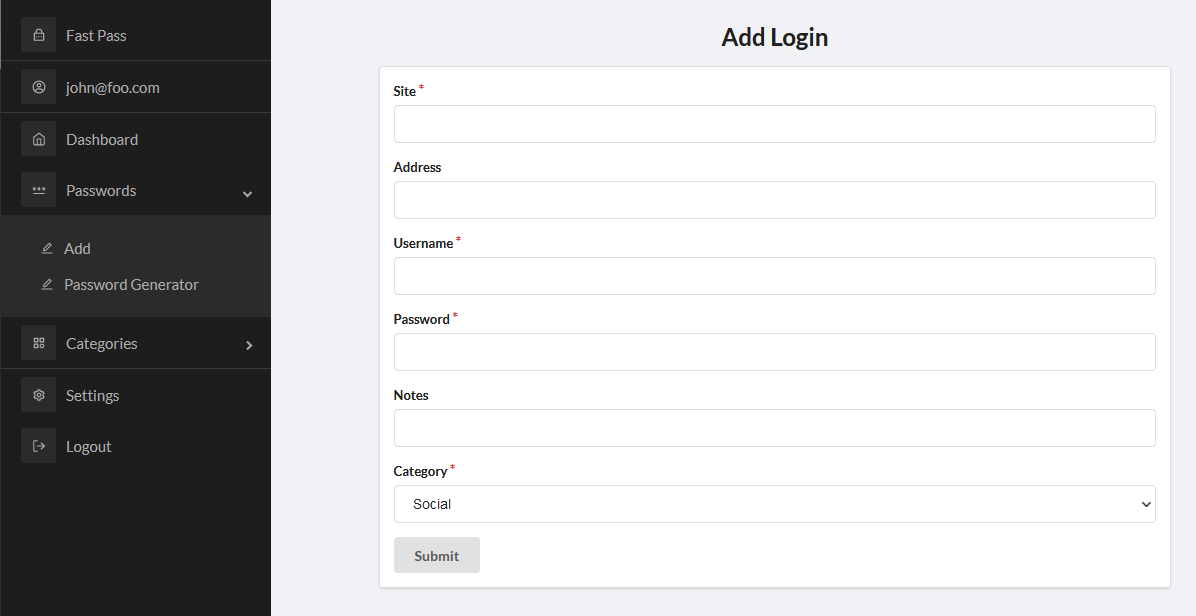 Fast Pass
john@foo.com
Dashboard
Passwords
Add
Password Generator
Categories
Settings
Logout
Add Login
Site *
Address
Username *
Password *
Notes
Category *
Social
Submit